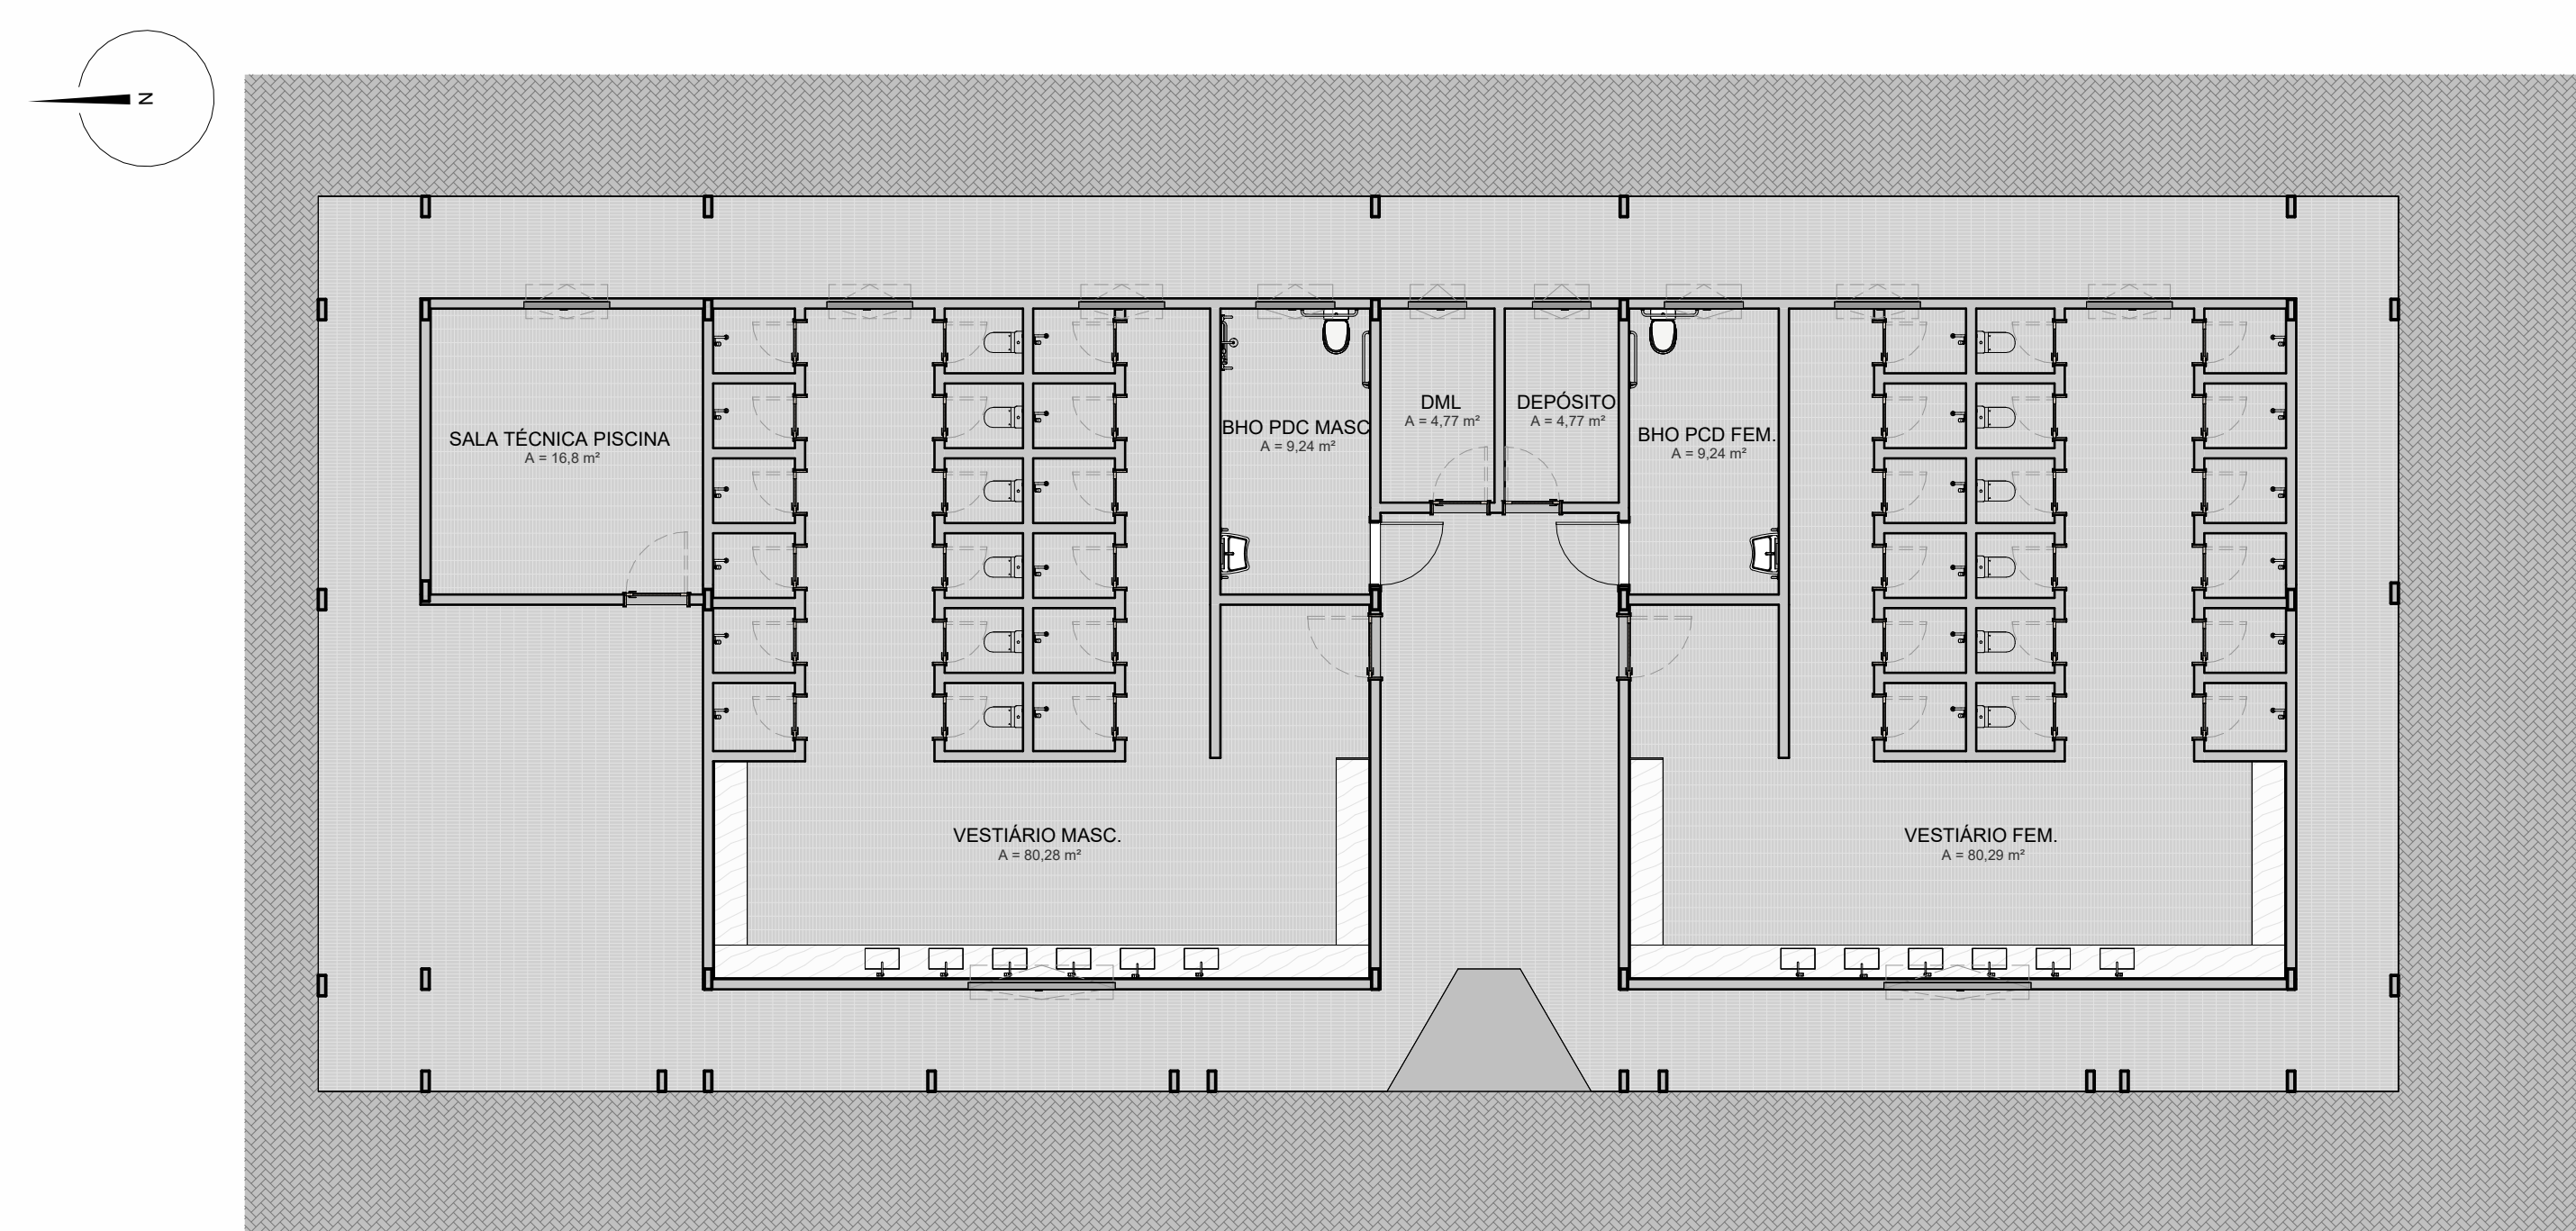 N
SALA TÉCNICA PISCINA
A = 16,8 m²
BHO PDC MASC
A = 9,24 m²
DML
A = 4,77 m²
DEPÓSITO
A = 4,77 m²
BHO PCD FEM.
A = 9,24 m²
VESTIÁRIO MASC.
A = 80,28 m²
VESTIÁRIO FEM.
A = 80,29 m²